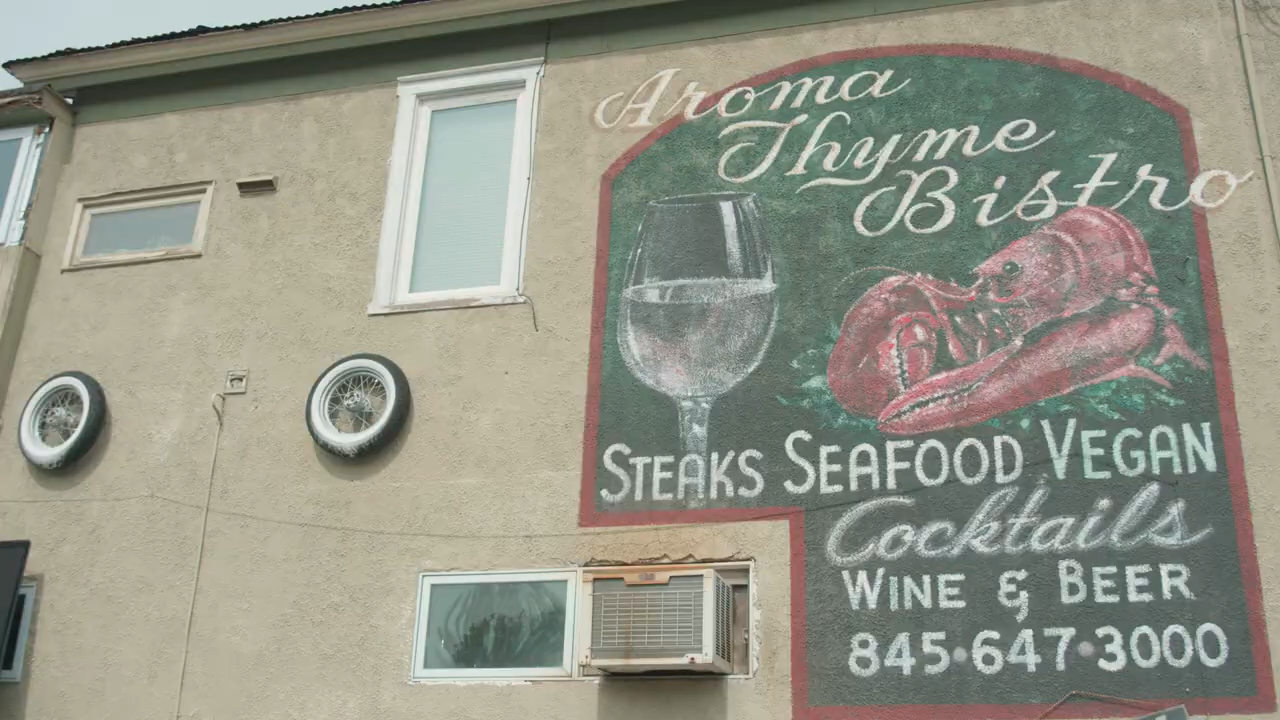 Aroma
Thyme
Bistro
STEAKS SEAFOOD VEGAN
Cocktails
WINE & BEER
845·647·3000